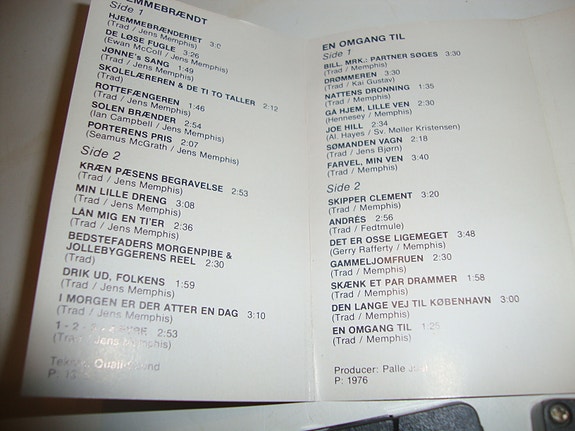 HJEMMEBRÆNDT
Side 1
HJEMMEBRÆNDERIET
(Trad / Jens Memphis)
DE LØSE FUGLE 3:26
(Ewan McColl / Jens Memphis)
JØNNE's SANG 1:49
(Trad / Jens Memphis)
SKOLELÆREREN & DE TI TO TALLER 2:12
(Trad)
ROTTEFÆNGEREN 1:46
(Trad / Jens Memphis)
SOLEN BRÆNDER 2:54
(Ian Campbell / Jens Memphis)
PORTERENS PRIS 2:07
(Seamus McGrath / Jens Memphis)
Side 2
KRÆN PÆSENS BEGRAVELSE 2:53
(Trad / Jens Memphis)
MIN LILLE DRENG 3:08
(Trad / Jens Memphis)
LÅN MIG EN TI'ER 2:36
(Trad / Jens Memphis)
BEDSTEFADERS MORGENPIBE &
JOLLEBYGGERENS REEL 2:30
(Trad)
DRIK UD, FOLKENS 1:59
(Trad / Jens Memphis)
I MORGEN ER DER ATTER EN DAG 3:10
(Trad / Jens Memphis)
1 - 2 - 2:53
(Trad / Jens Memphis)
P:
EN OMGANG TIL
Side 1
BILL. MRK.: PARTNER SØGES 3:30
(Trad / Memphis)
DRØMMEREN 3:30
(Trad / Kai Gustav)
NATTENS DRONNING 1:35
(Trad / Memphis)
GÅ HJEM, LILLE VEN 2:30
(Hennesey / Memphis)
JOE HILL 2:34
(Al. Hayes / Sv. Møller Kristensen)
SØMANDEN VAGN 2:18
(Trad / Jens Bjørn)
FARVEL, MIN VEN 3:40
(Trad / Memphis)
Side 2
SKIPPER CLEMENT 3:20
(Trad / Memphis)
ANDRÉS 2:56
(Trad / Fedtmule)
DET ER OSSE LIGEMEGET 3:48
(Gerry Rafferty / Memphis)
GAMMELJOMFRUEN 2:30
(Trad / Memphis)
SKÆNK ET PAR DRAMMER 1:58
(Trad / Memphis)
DEN LANGE VEJ TIL KØBENHAVN 3:00
(Trad / Memphis)
EN OMGANG TIL 1:25
(Trad / Memphis)
Producer: Palle
P: 1976